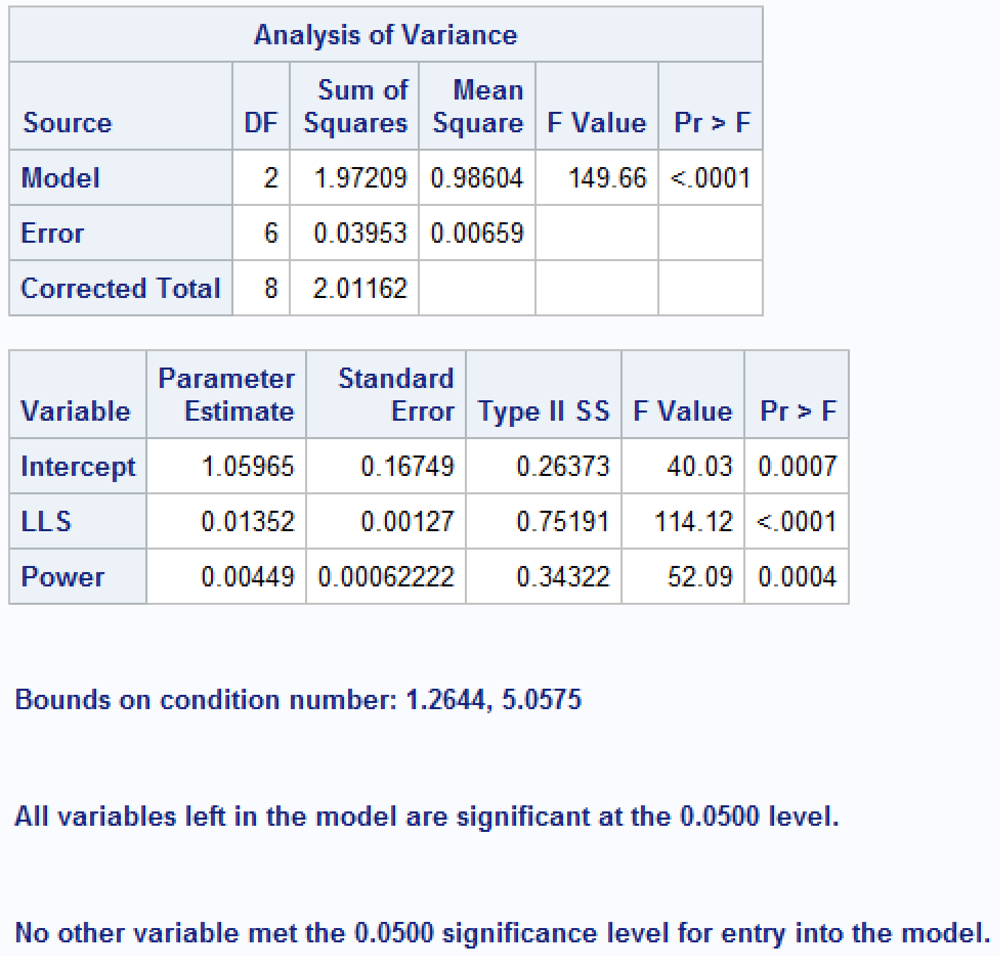 Analysis of Variance
Source DF Sum of Squares Mean Square F Value Pr > F
Model 2 1.97209 0.98604 149.66 <.0001
Error 6 0.03953 0.00659
Corrected Total 8 2.01162
Variable Parameter Estimate Standard Error Type II SS F Value Pr > F
Intercept 1.05965 0.16749 0.26373 40.03 0.0007
LLS 0.01352 0.00127 0.75191 114.12 <.0001
Power 0.00449 0.00062222 0.34322 52.09 0.0004
Bounds on condition number: 1.2644, 5.0575
All variables left in the model are significant at the 0.0500 level.
No other variable met the 0.0500 significance level for entry into the model.